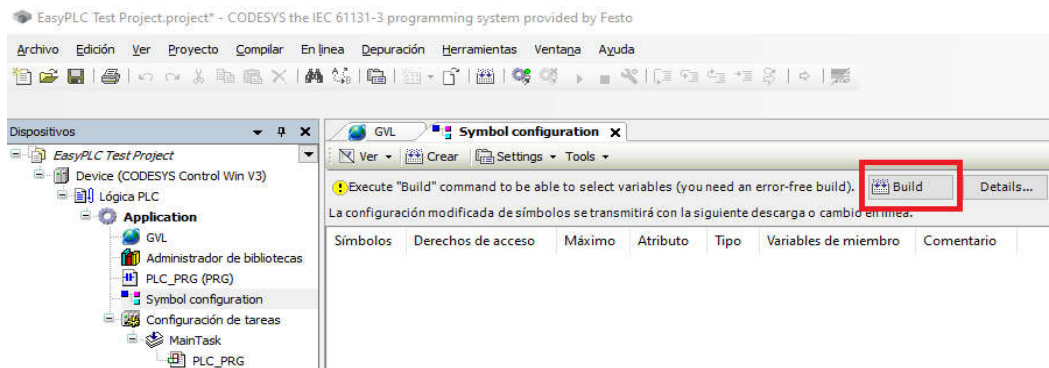 EasyPLC Test Project.project* - CODESYS the IEC 61131-3 programming system provided by Festo
Archivo Edición Ver Proyecto Compilar En línea Depuración Herramientas Ventana Ayuda
Dispositivos
GVL Symbol configuration
EasyPLC Test Project
Ver Crear Settings Tools
Device (CODESYS Control Win V3)
Execute "Build" command to be able to select variables (you need an error-free build). Build Details...
Lógica PLC
La configuración modificada de símbolos se transmitirá con la siguiente descarga o cambio en línea.
Application
Símbolos Derechos de acceso Máximo Atributo Tipo Variables de miembro Comentario
GVL
Administrador de bibliotecas
PLC_PRG (PRG)
Symbol configuration
Configuración de tareas
MainTask
PLC_PRG